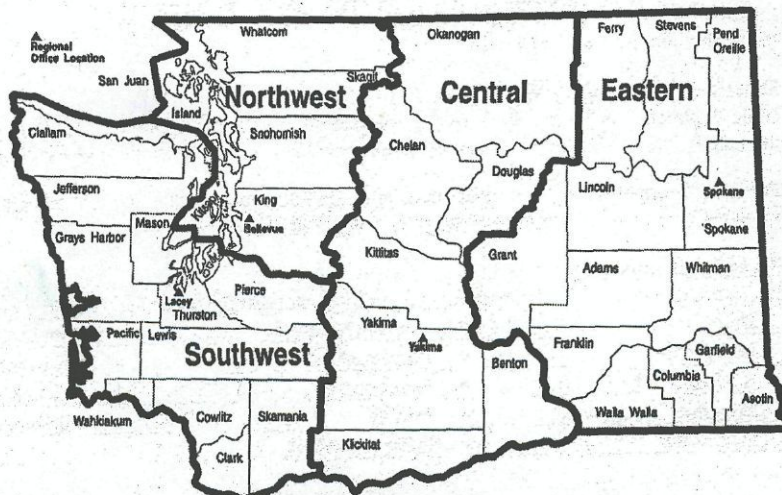 Regional
Office Location
Whatcom
Okanogan
Ferry
Stevens
Pend
Oreille
San Juan
Skagit
Island
Northwest
Central
Eastern
Clallam
Snohomish
Chelan
Douglas
Jefferson
Lincoln
Spokane
Mason
Kitsap
King
Bellevue
Grays Harbor
Kittitas
Grant
Spokane
Adams
Whitman
Lacey
Thurston
Pierce
Yakima
Yakima
Pacific
Lewis
Southwest
Benton
Franklin
Garfield
Columbia
Asotin
Wahkiakum
Cowlitz
Skamania
Walla Walla
Clark
Klickitat